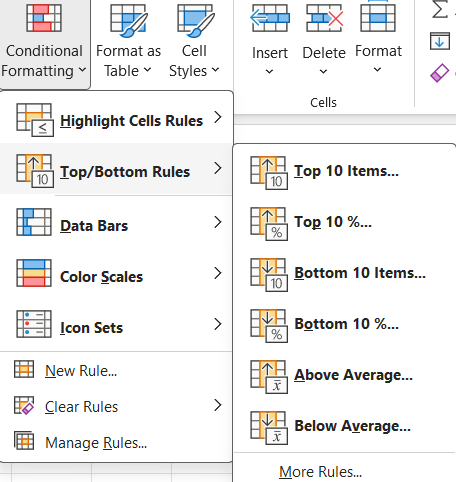 Conditional
Formatting
Format as
Table
Cell
Styles
Insert
Delete
Format
Cells
Highlight Cells Rules
Top/Bottom Rules
Data Bars
Color Scales
Icon Sets
New Rule...
Clear Rules
Manage Rules...
Top 10 Items...
Top 10 %...
Bottom 10 Items...
Bottom 10 %...
Above Average...
Below Average...
More Rules...